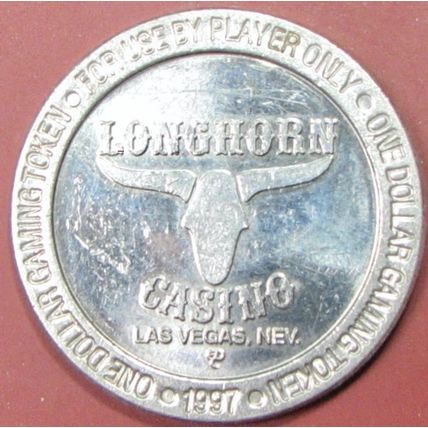 FOR USE BY PLAYER ONLY
ONE DOLLAR GAMING TOKEN
LONGHORN
CASINO
LAS VEGAS, NEV.
ONE DOLLAR GAMING TOKEN
1997